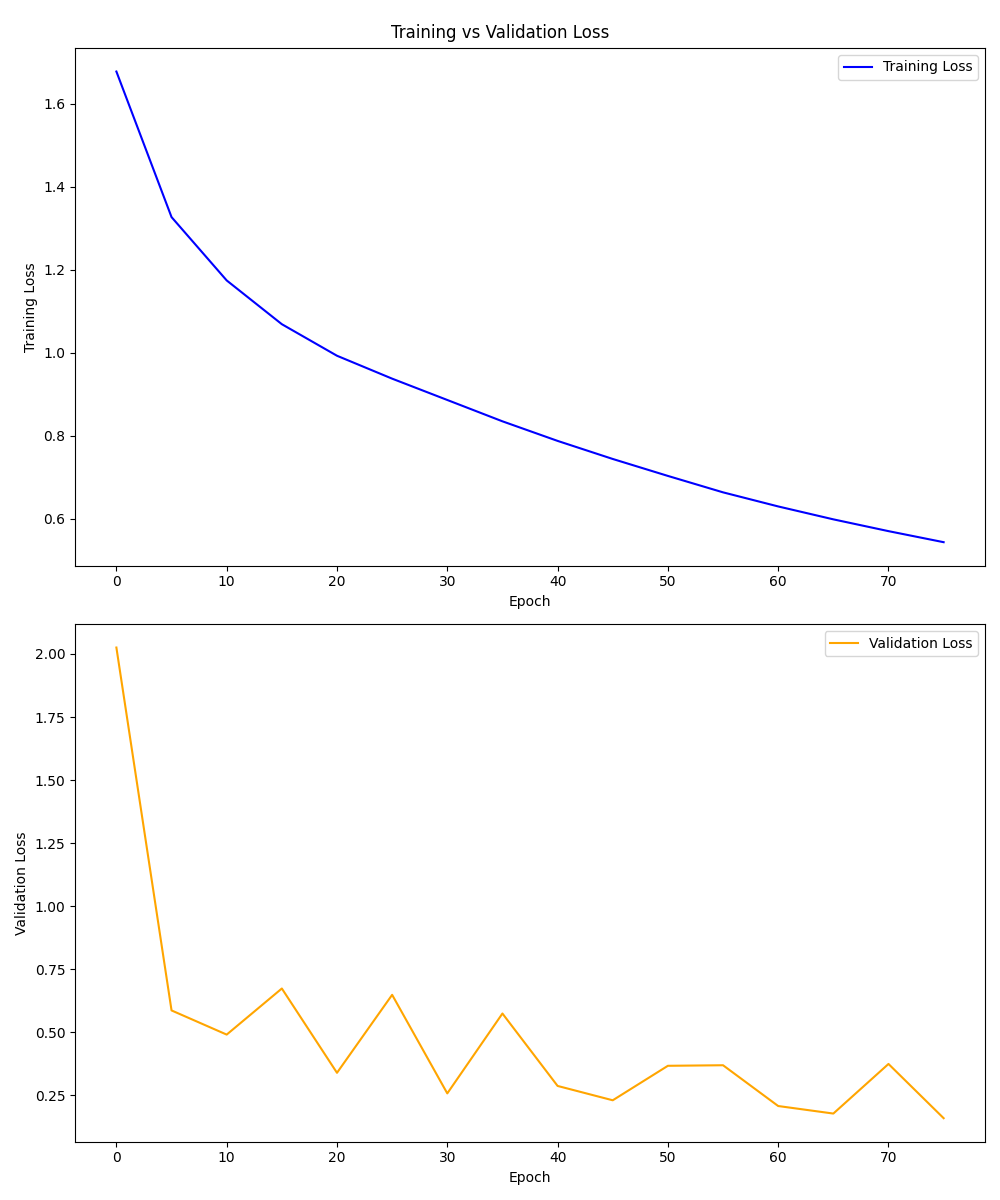 Training vs Validation Loss
Training Loss
1.6
1.4
1.2
1.0
0.8
0.6
Training Loss
0 10 20 30 40 50 60 70
Epoch
Validation Loss
2.00
1.75
1.50
1.25
1.00
0.75
0.50
0.25
Validation Loss
0 10 20 30 40 50 60 70
Epoch